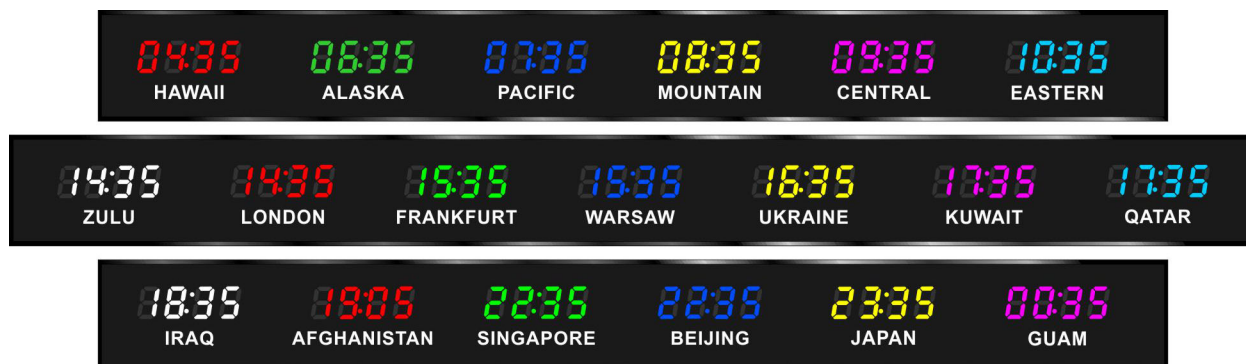 04:35 06:35 07:35 08:35 09:35 10:35
HAWAII ALASKA PACIFIC MOUNTAIN CENTRAL EASTERN
14:35 14:35 15:35 15:35 16:35 17:35 17:35
ZULU LONDON FRANKFURT WARSAW UKRAINE KUWAIT QATAR
18:35 19:05 22:35 22:35 23:35 00:35
IRAQ AFGHANISTAN SINGAPORE BEIJING JAPAN GUAM